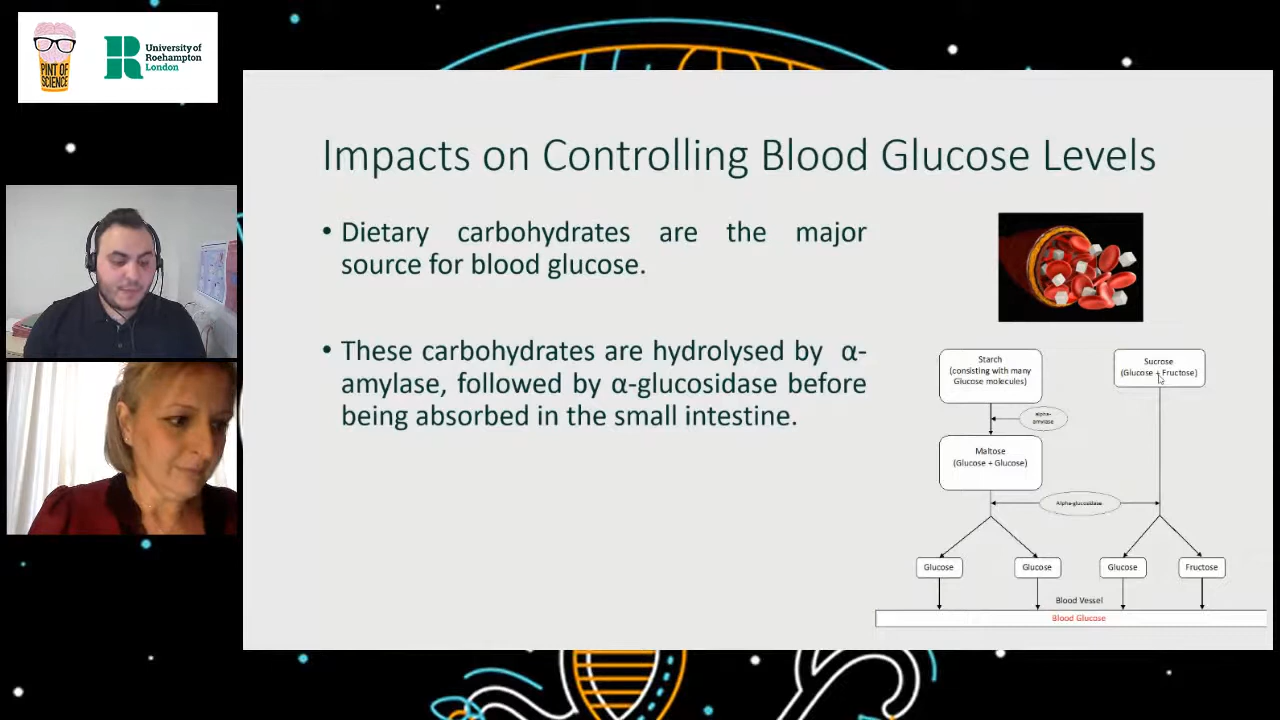 PINT OF
SCIENCE
University of
Roehampton
London
Impacts on Controlling Blood Glucose Levels
• Dietary carbohydrates are the major
source for blood glucose.
• These carbohydrates are hydrolysed by α-
amylase, followed by α-glucosidase before
being absorbed in the small intestine.
Starch
(consisting with many
Glucose molecules)
Sucrose
(Glucose + Fructose)
alpha-
amylase
Maltose
(Glucose + Glucose)
Alpha-glucosidase
Glucose
Glucose
Glucose
Fructose
Blood Vessel
Blood Glucose